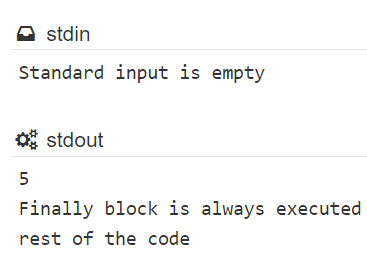 stdin
Standard input is empty
stdout
5
Finally block is always executed
rest of the code